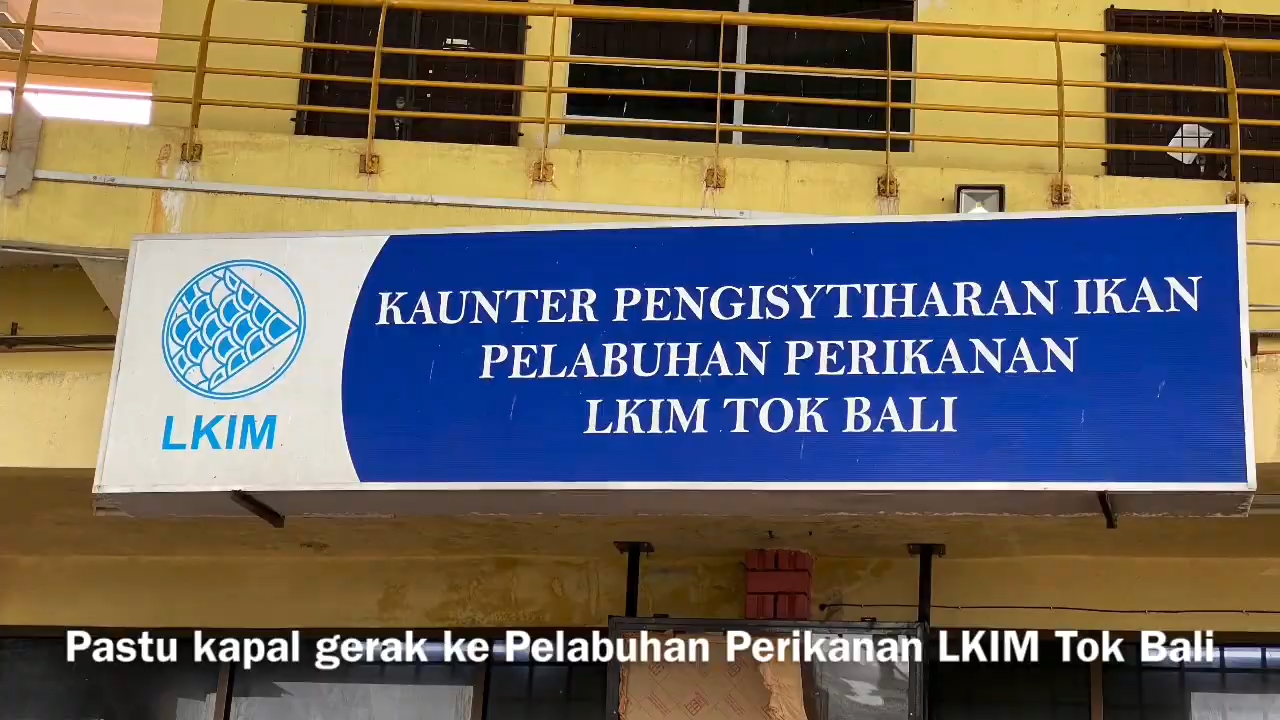 KAUNTER PENGISYTIHARAN IKAN
PELABUHAN PERIKANAN
LKIM TOK BALI
LKIM
Pastu kapal gerak ke Pelabuhan Perikanan LKIM Tok Bali